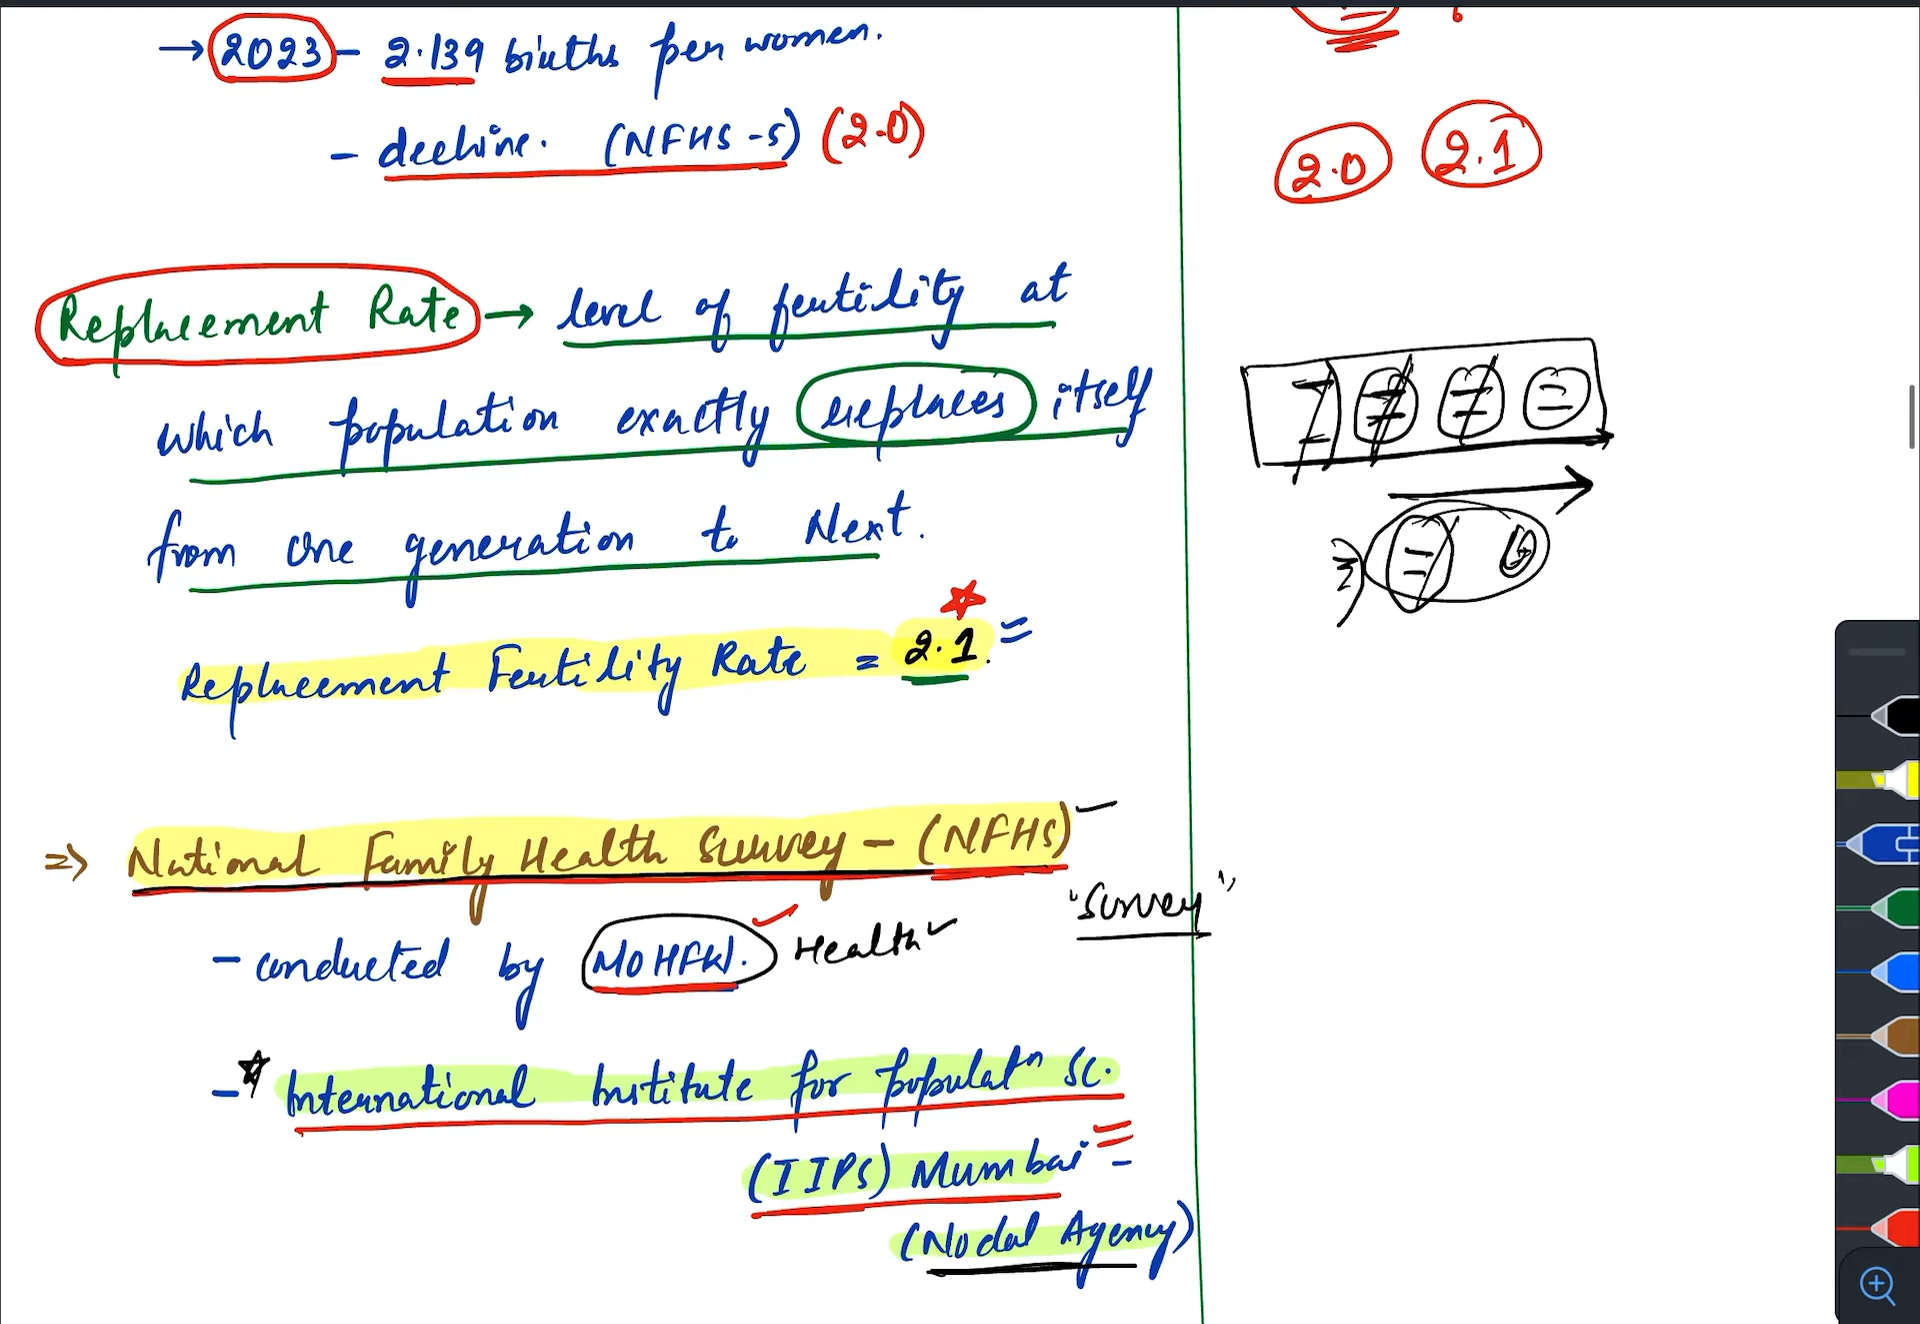 → 2023 - 2.139 births per women.
- decline. (NFHS-5) (2.0)
2.0 2.1
Replacement Rate → level of fertility at
which population exactly replaces itself
from one generation to Next.
Replacement Fertility Rate = 2.1.
=> National Family Health Survey - (NFHS)
"Survey"
- conducted by MOHFW. Health
- International Institute for populatn Sc.
(IIPS) Mumbai -
(Nodal Agency)